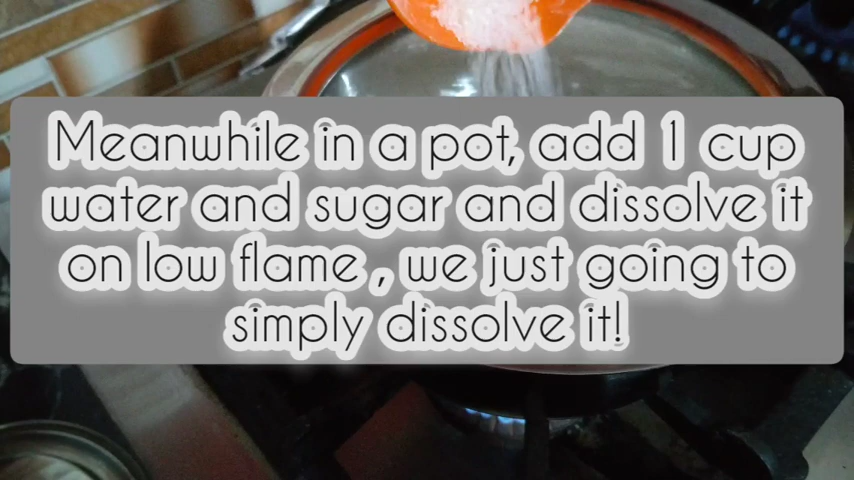 Meanwhile in a pot, add 1 cup
water and sugar and dissolve it
on low flame , we just going to
simply dissolve it!